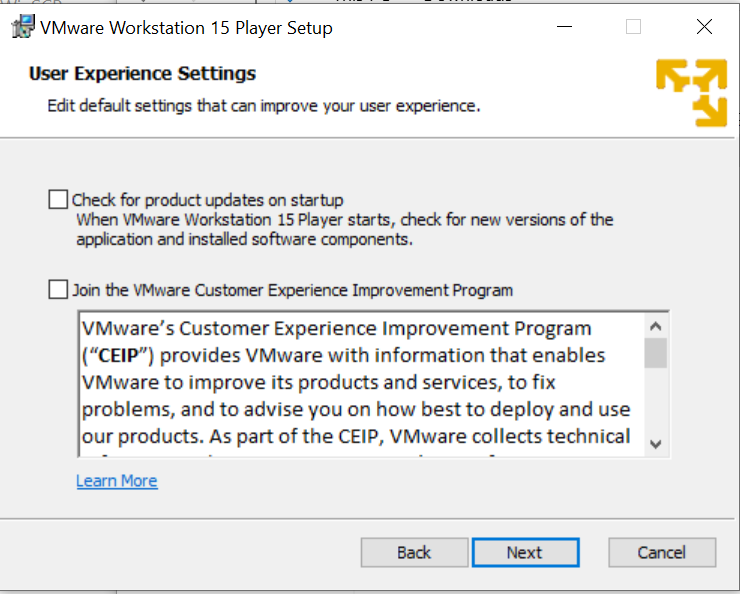 VMware Workstation 15 Player Setup
User Experience Settings
Edit default settings that can improve your user experience.
Check for product updates on startup
When VMware Workstation 15 Player starts, check for new versions of the
application and installed software components.
Join the VMware Customer Experience Improvement Program
VMware's Customer Experience Improvement Program
("CEIP") provides VMware with information that enables
VMware to improve its products and services, to fix
problems, and to advise you on how best to deploy and use
our products. As part of the CEIP, VMware collects technical
Learn More
Back
Next
Cancel